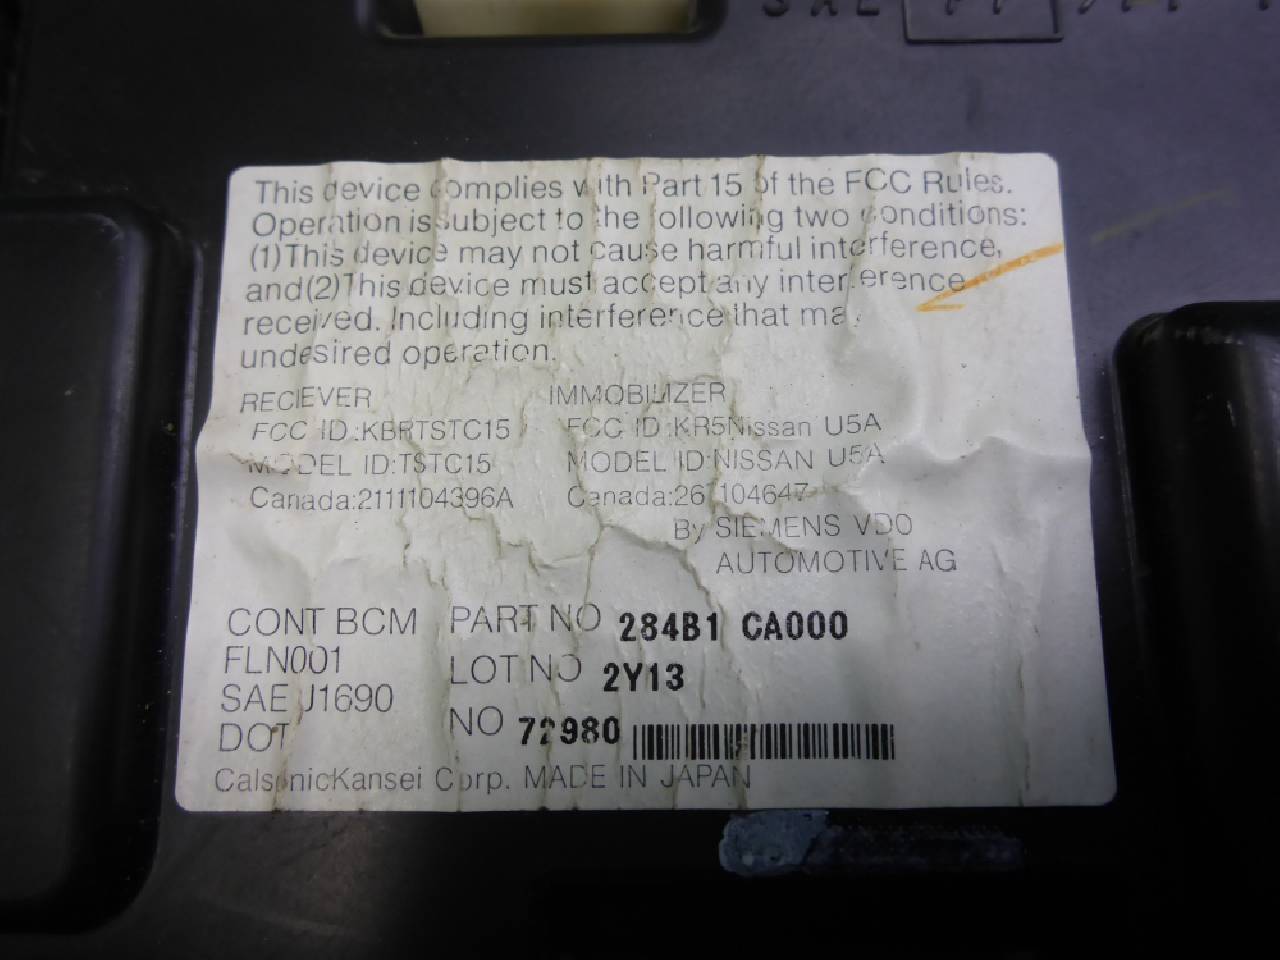 This device complies with Part 15 of the FCC Rules.
Operation is subject to the following two conditions:
(1)This device may not cause harmful interference,
and(2)This device must accept any interference
received. Including interference that may
undesired operation.
RECIEVER IMMOBILIZER
FCC ID:KBRTSTC15 FCC ID:KR5Nissan U5A
MODEL ID:TSTC15 MODEL ID:NISSAN U5A
Canada:2111104396A Canada:
By SIEMENS VDO
AUTOMOTIVE AG
CONT BCM PART NO 284B1 CA000
FLN001 LOT NO 2Y13
SAE J1690
DOT NO 72980
CalsonicKansei Corp. MADE IN JAPAN